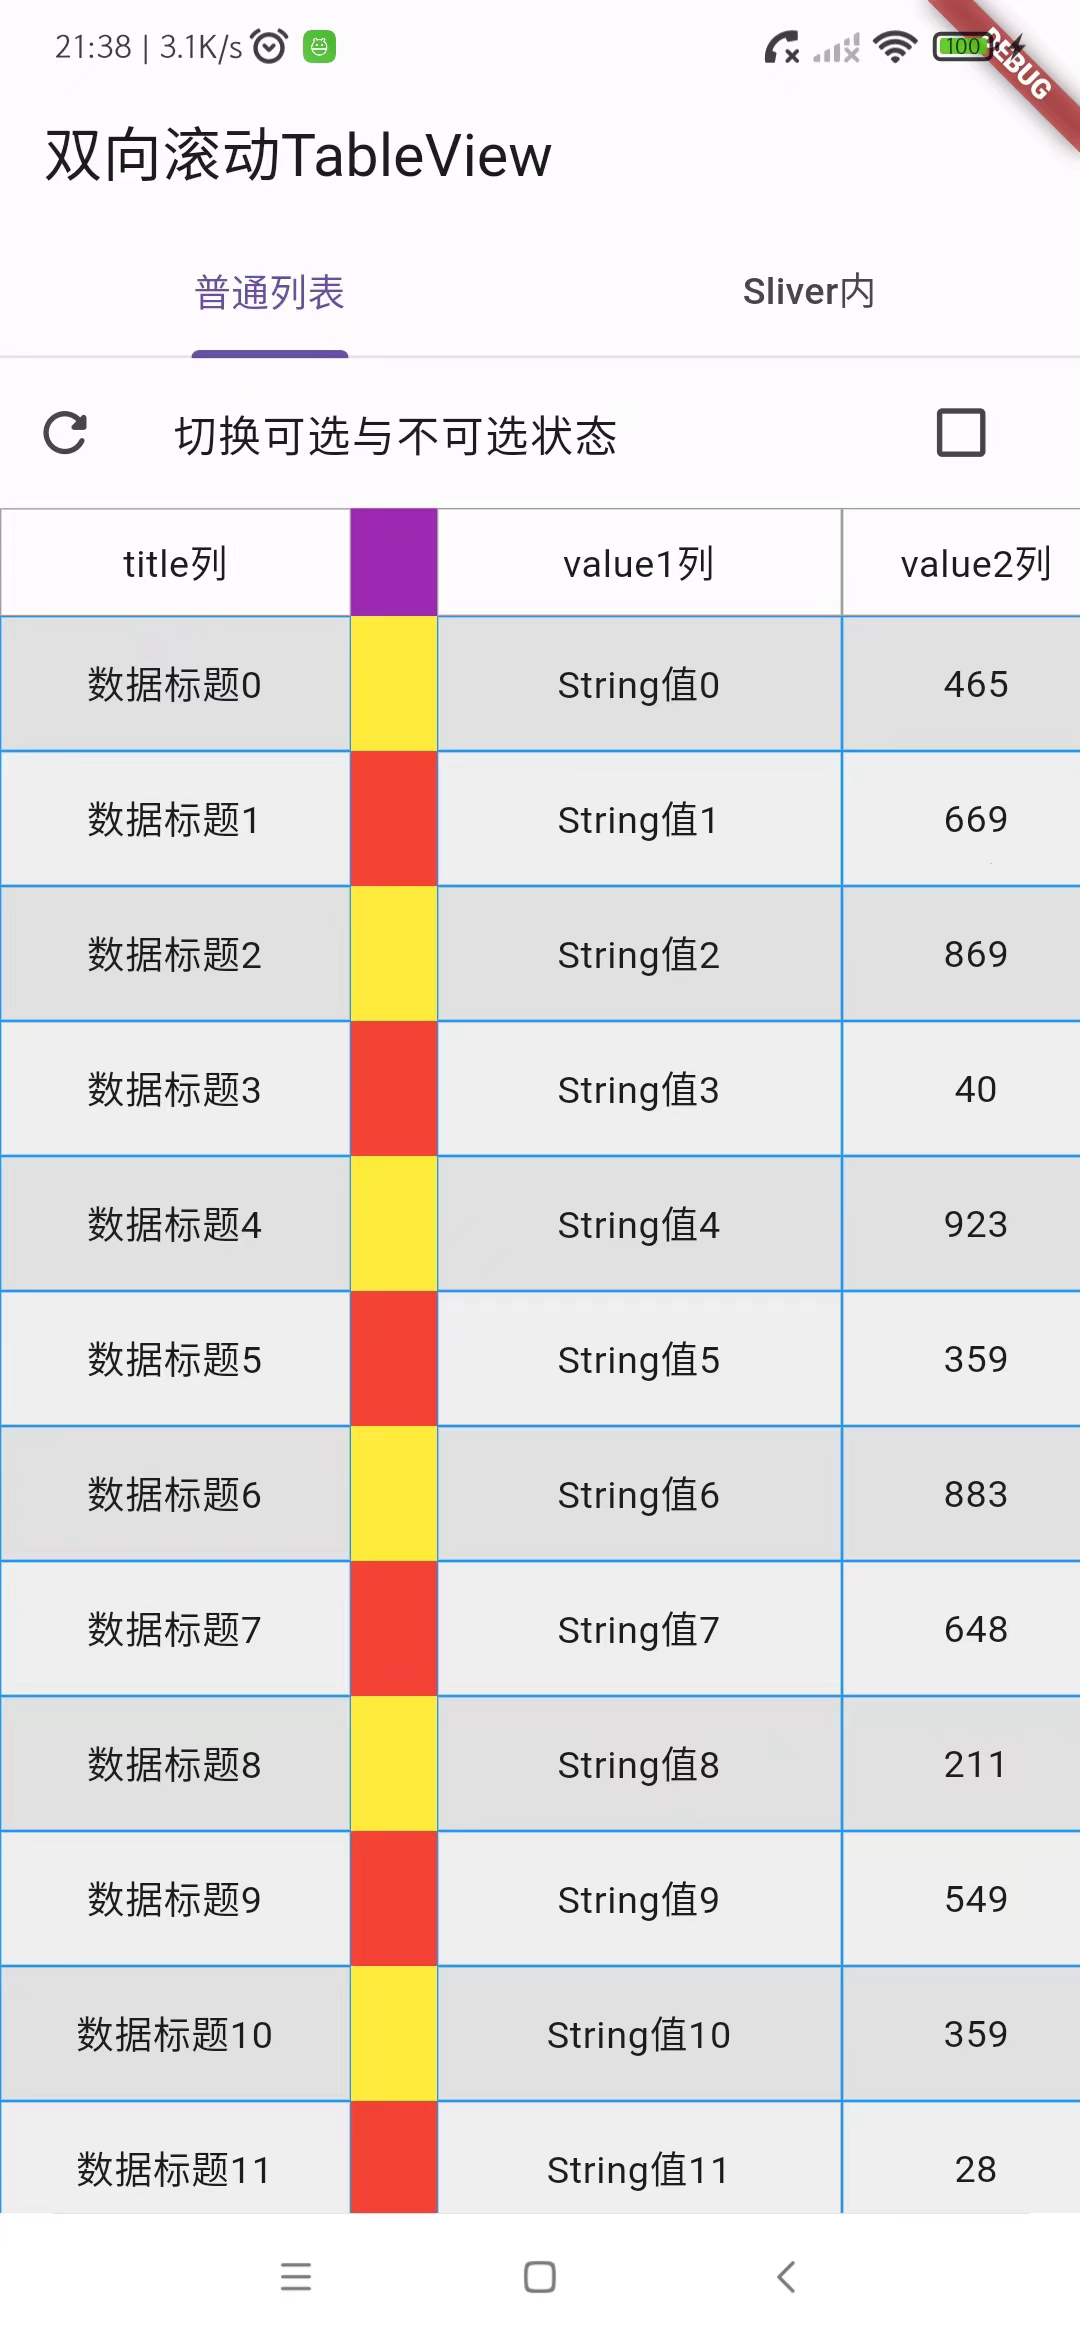 21:38 | 3.1K/s
100
DEBUG
双向滚动TableView
普通列表
Sliver内
切换可选与不可选状态
title列 value1列 value2列
数据标题0 String值0 465
数据标题1 String值1 669
数据标题2 String值2 869
数据标题3 String值3 40
数据标题4 String值4 923
数据标题5 String值5 359
数据标题6 String值6 883
数据标题7 String值7 648
数据标题8 String值8 211
数据标题9 String值9 549
数据标题10 String值10 359
数据标题11 String值11 28